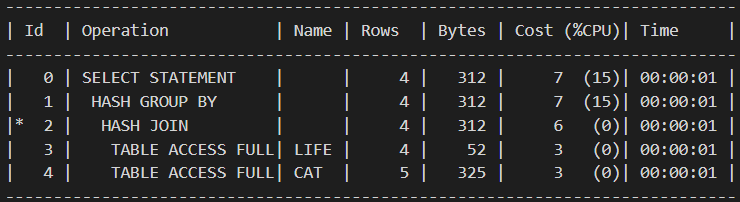 --------------------------------------------------------------------------
| Id  | Operation           | Name | Rows  | Bytes | Cost (%CPU)| Time     |
--------------------------------------------------------------------------
|   0 | SELECT STATEMENT    |      |     4 |   312 |     7  (15)| 00:00:01 |
|   1 |  HASH GROUP BY      |      |     4 |   312 |     7  (15)| 00:00:01 |
|*  2 |   HASH JOIN         |      |     4 |   312 |     6   (0)| 00:00:01 |
|   3 |    TABLE ACCESS FULL| LIFE |     4 |    52 |     3   (0)| 00:00:01 |
|   4 |    TABLE ACCESS FULL| CAT  |     5 |   325 |     3   (0)| 00:00:01 |
--------------------------------------------------------------------------